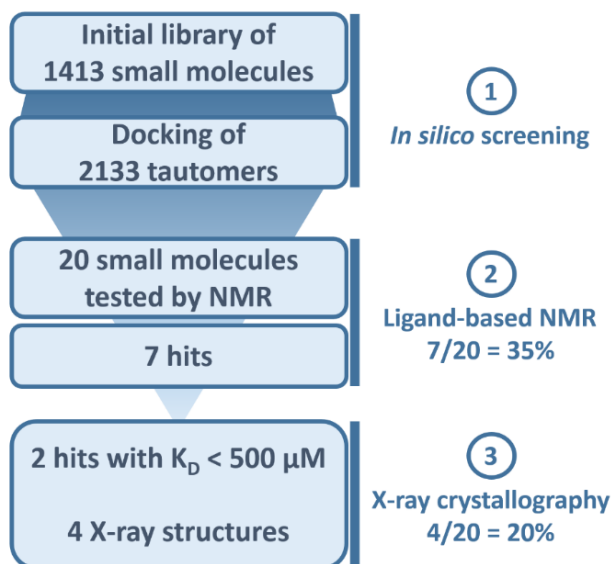 Initial library of
1413 small molecules
Docking of
2133 tautomers
1
In silico screening
20 small molecules
tested by NMR
7 hits
2
Ligand-based NMR
7/20 = 35%
2 hits with K_D < 500 μM
4 X-ray structures
3
X-ray crystallography
4/20 = 20%